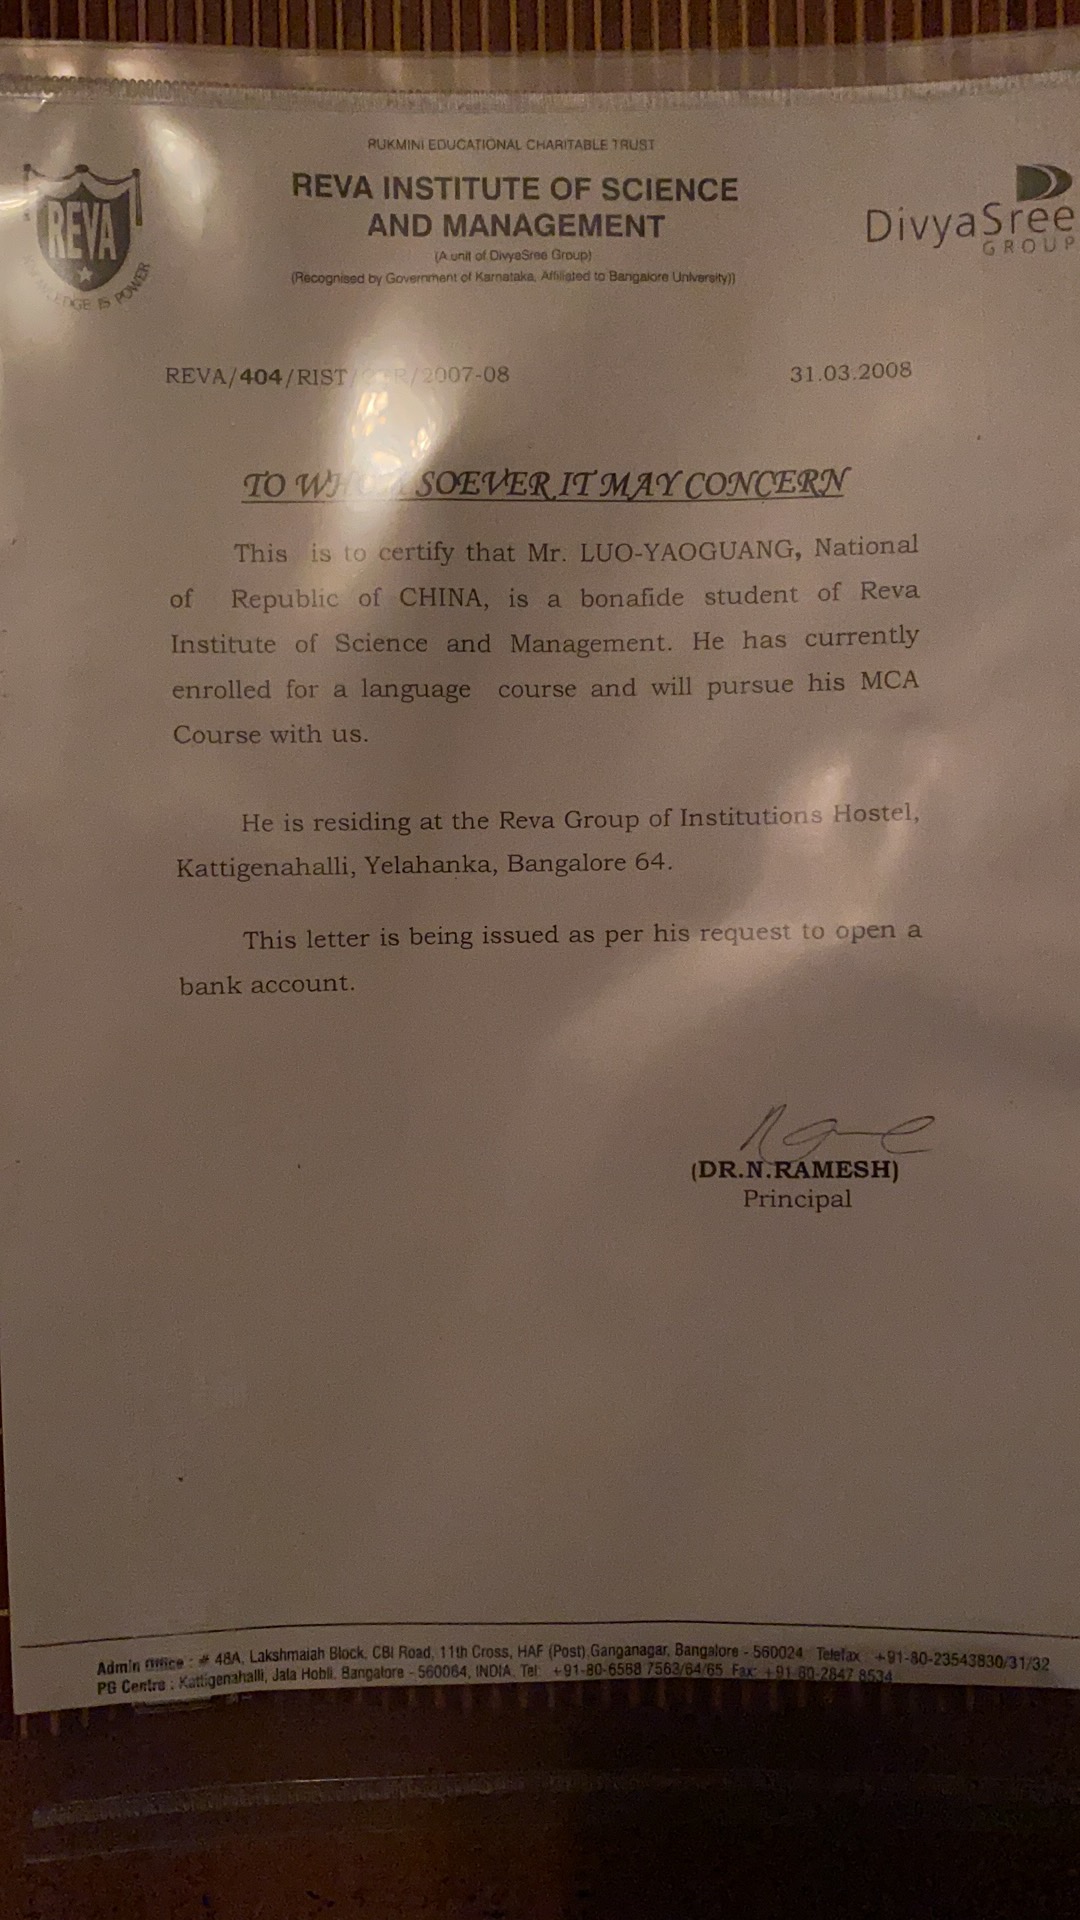 RUKMINI EDUCATIONAL CHARITABLE TRUST
REVA INSTITUTE OF SCIENCE
AND MANAGEMENT
(A unit of DivyaSree Group)
(Recognised by Government of Karnataka, Affiliated to Bangalore University))
REVA
KNOWLEDGE IS POWER
DivyaSree
GROUP
REVA/404/RIST/ /2007-08
31.03.2008
TO WHOM SOEVER IT MAY CONCERN
This is to certify that Mr. LUO-YAOGUANG, National
of Republic of CHINA, is a bonafide student of Reva
Institute of Science and Management. He has currently
enrolled for a language course and will pursue his MCA
Course with us.
He is residing at the Reva Group of Institutions Hostel,
Kattigenahalli, Yelahanka, Bangalore 64.
This letter is being issued as per his request to open a
bank account.
(DR.N.RAMESH)
Principal
Admin Office : # 48A, Lakshmaiah Block, CBI Road, 11th Cross, HAF (Post) Ganganagar, Bangalore - 560024 Telefax : +91-80-23543830/31/32
PG Centre : Kattigenahalli, Jala Hobli, Bangalore - 560064, INDIA. Tel: +91-80-6568 7563/64/65 Fax: +91-80-2847 8534